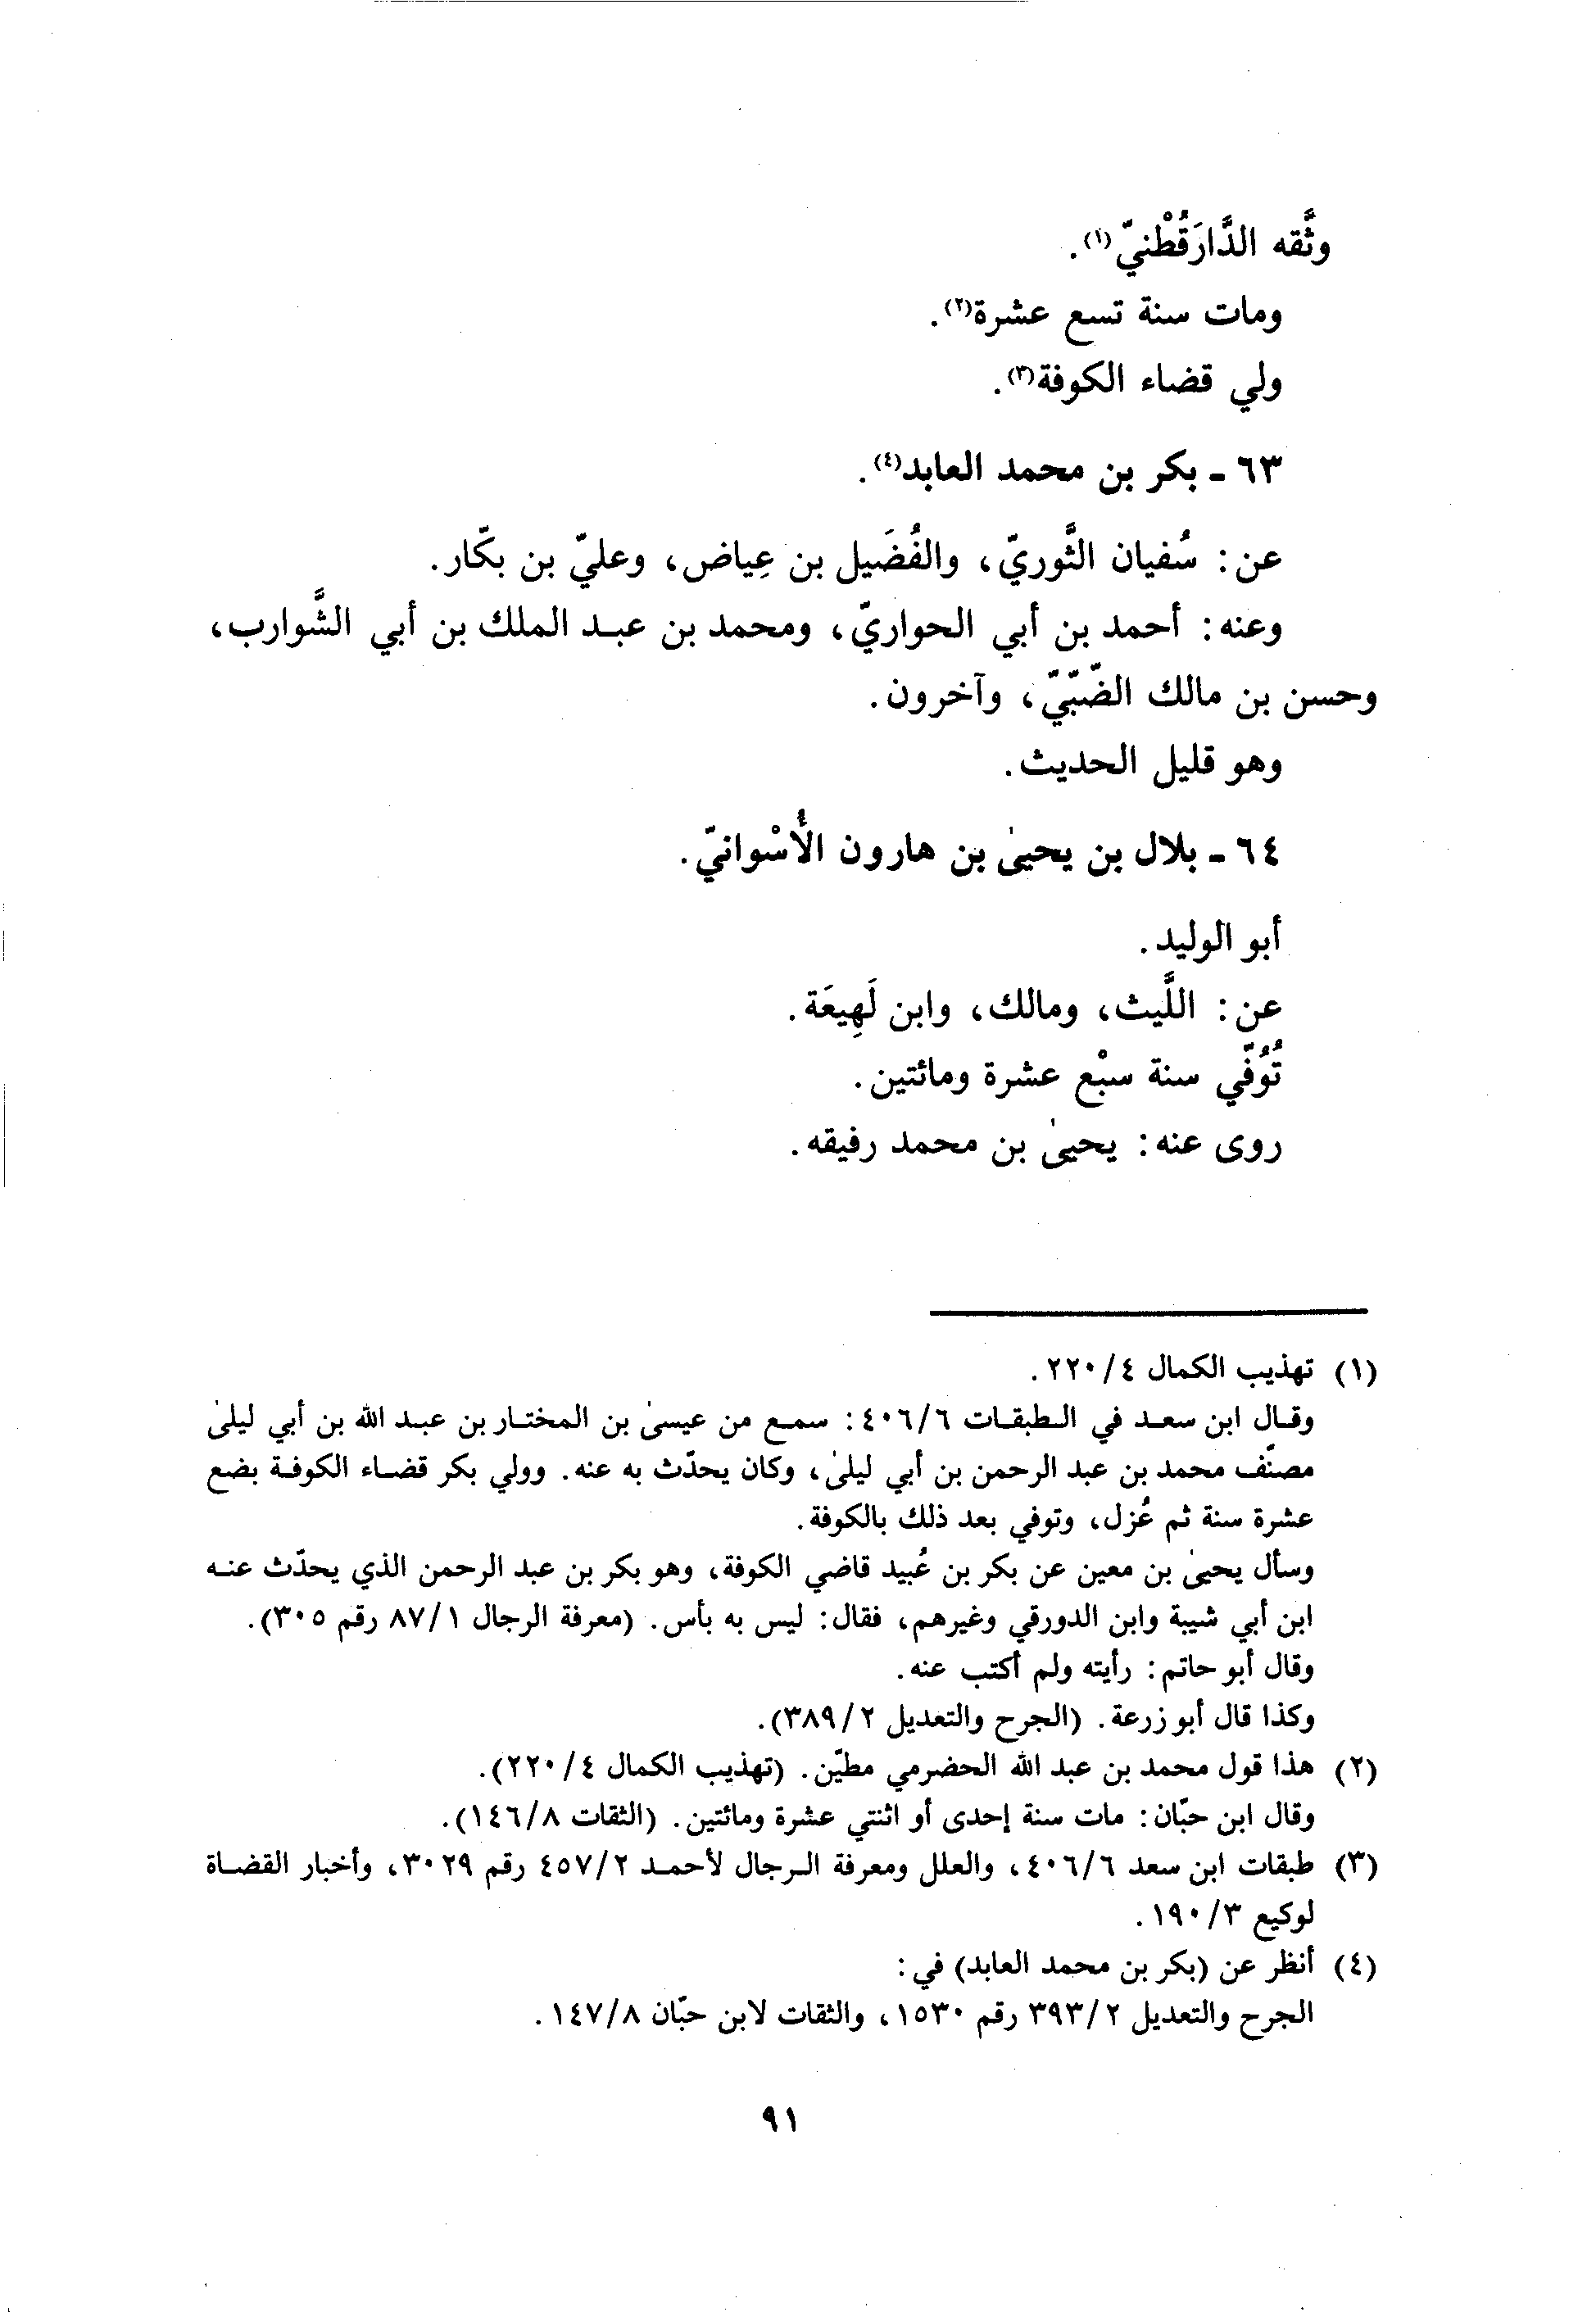 وثَّقه الدَّارَقُطْنيّ(١).
ومات سنة تسع عشرة(٢).
ولي قضاء الكوفة(٣).
٦٣ - بكر بن محمد العابد(٤).
عن: سُفيان الثَّوريّ، والفُضَيل بن عِياض، وعليّ بن بكّار.
وعنه: أحمد بن أبي الحواريّ، ومحمد بن عبد الملك بن أبي الشَّوارب،
وحسن بن مالك الضّبّيّ، وآخرون.
وهو قليل الحديث.
٦٤ - بلال بن يحيىٰ بن هارون الأُسْوانيّ.
أبو الوليد.
عن: اللَّيث، ومالك، وابن لَهِيعَة.
تُوُفّي سنة سبْع عشرة ومائتين.
روى عنه: يحيىٰ بن محمد رفيقه.
(١) تهذيب الكمال ٤/٢٢٠.
وقال ابن سعد في الطبقات ٦/٤٠٦: سمع من عيسىٰ بن المختار بن عبد الله بن أبي ليلىٰ
مصنّف محمد بن عبد الرحمن بن أبي ليلىٰ، وكان يحدّث به عنه. وولي بكر قضاء الكوفة بضع
عشرة سنة ثم عُزل، وتوفي بعد ذلك بالكوفة.
وسأل يحيىٰ بن معين عن بكر بن عُبيد قاضي الكوفة، وهو بكر بن عبد الرحمن الذي يحدّث عنه
ابن أبي شيبة وابن الدورقي وغيرهم، فقال: ليس به بأس. (معرفة الرجال ١/٨٧ رقم ٣٠٥).
وقال أبو حاتم: رأيته ولم أكتب عنه.
وكذا قال أبو زرعة. (الجرح والتعديل ٢/٣٨٩).
(٢) هذا قول محمد بن عبد الله الحضرمي مطيّن. (تهذيب الكمال ٤/٢٢٠).
وقال ابن حبّان: مات سنة إحدى أو اثنتي عشرة ومائتين. (الثقات ٨/١٤٦).
(٣) طبقات ابن سعد ٦/٤٠٦، والعلل ومعرفة الرجال لأحمد ٢/٤٥٧ رقم ٣٠٢٩، وأخبار القضاة
لوكيع ٣/١٩٠.
(٤) أنظر عن (بكر بن محمد العابد) في:
الجرح والتعديل ٢/٣٩٣ رقم ١٥٣٠، والثقات لابن حبّان ٨/١٤٧.
٩١